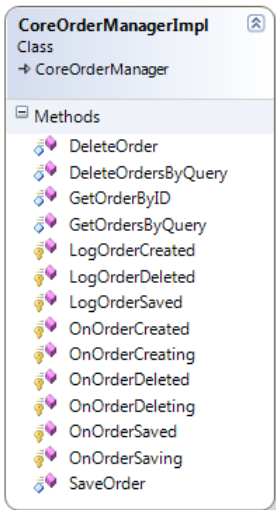 CoreOrderManagerImpl
Class
CoreOrderManager
Methods
DeleteOrder
DeleteOrdersByQuery
GetOrderByID
GetOrdersByQuery
LogOrderCreated
LogOrderDeleted
LogOrderSaved
OnOrderCreated
OnOrderCreating
OnOrderDeleted
OnOrderDeleting
OnOrderSaved
OnOrderSaving
SaveOrder